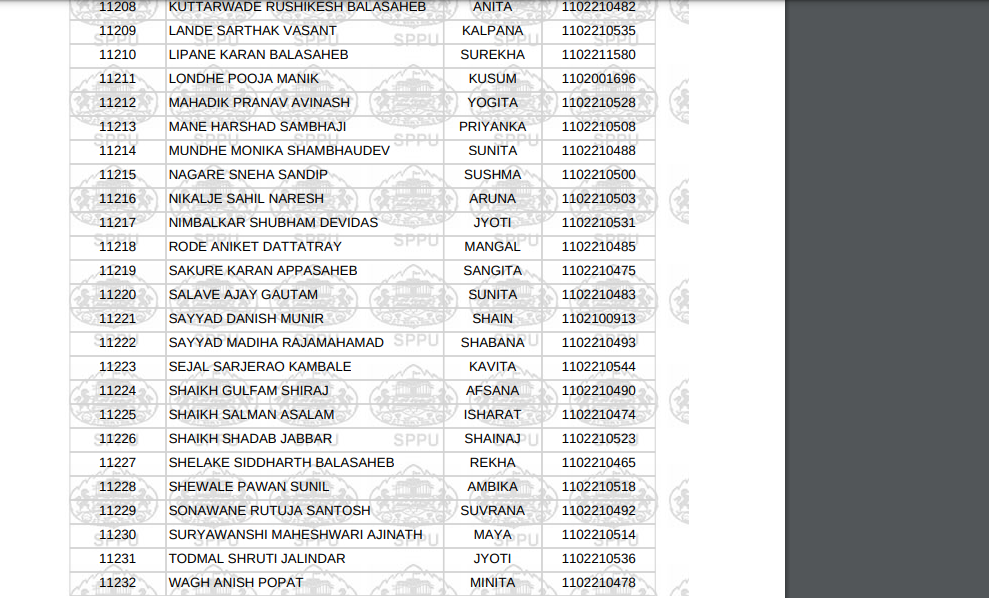 11208 KUTTARWADE RUSHIKESH BALASAHEB ANITA 1102210482
11209 LANDE SARTHAK VASANT KALPANA 1102210535
11210 LIPANE KARAN BALASAHEB SUREKHA 1102211580
11211 LONDHE POOJA MANIK KUSUM 1102001696
11212 MAHADIK PRANAV AVINASH YOGITA 1102210528
11213 MANE HARSHAD SAMBHAJI PRIYANKA 1102210508
11214 MUNDHE MONIKA SHAMBHAUDEV SUNITA 1102210488
11215 NAGARE SNEHA SANDIP SUSHMA 1102210500
11216 NIKALJE SAHIL NARESH ARUNA 1102210503
11217 NIMBALKAR SHUBHAM DEVIDAS JYOTI 1102210531
11218 RODE ANIKET DATTATRAY MANGAL 1102210485
11219 SAKURE KARAN APPASAHEB SANGITA 1102210475
11220 SALAVE AJAY GAUTAM SUNITA 1102210483
11221 SAYYAD DANISH MUNIR SHAIN 1102100913
11222 SAYYAD MADIHA RAJAMAHAMAD SHABANA 1102210493
11223 SEJAL SARJERAO KAMBALE KAVITA 1102210544
11224 SHAIKH GULFAM SHIRAJ AFSANA 1102210490
11225 SHAIKH SALMAN ASALAM ISHARAT 1102210474
11226 SHAIKH SHADAB JABBAR SHAINAJ 1102210523
11227 SHELAKE SIDDHARTH BALASAHEB REKHA 1102210465
11228 SHEWALE PAWAN SUNIL AMBIKA 1102210518
11229 SONAWANE RUTUJA SANTOSH SUVRANA 1102210492
11230 SURYAWANSHI MAHESHWARI AJINATH MAYA 1102210514
11231 TODMAL SHRUTI JALINDAR JYOTI 1102210536
11232 WAGH ANISH POPAT MINITA 1102210478